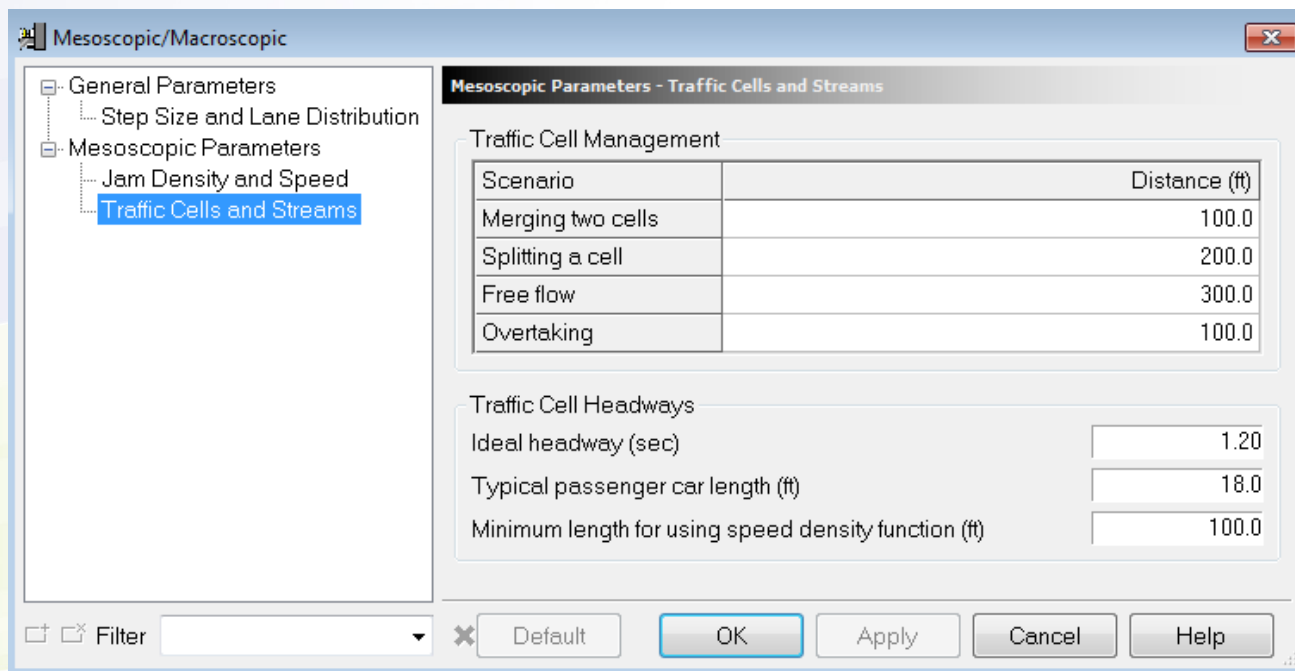 Mesoscopic/Macroscopic
General Parameters
Step Size and Lane Distribution
Mesoscopic Parameters
Jam Density and Speed
Traffic Cells and Streams
Filter
Mesoscopic Parameters - Traffic Cells and Streams
Traffic Cell Management
Scenario Distance (ft)
Merging two cells 100.0
Splitting a cell 200.0
Free flow 300.0
Overtaking 100.0
Traffic Cell Headways
Ideal headway (sec) 1.20
Typical passenger car length (ft) 18.0
Minimum length for using speed density function (ft) 100.0
Default OK Apply Cancel Help